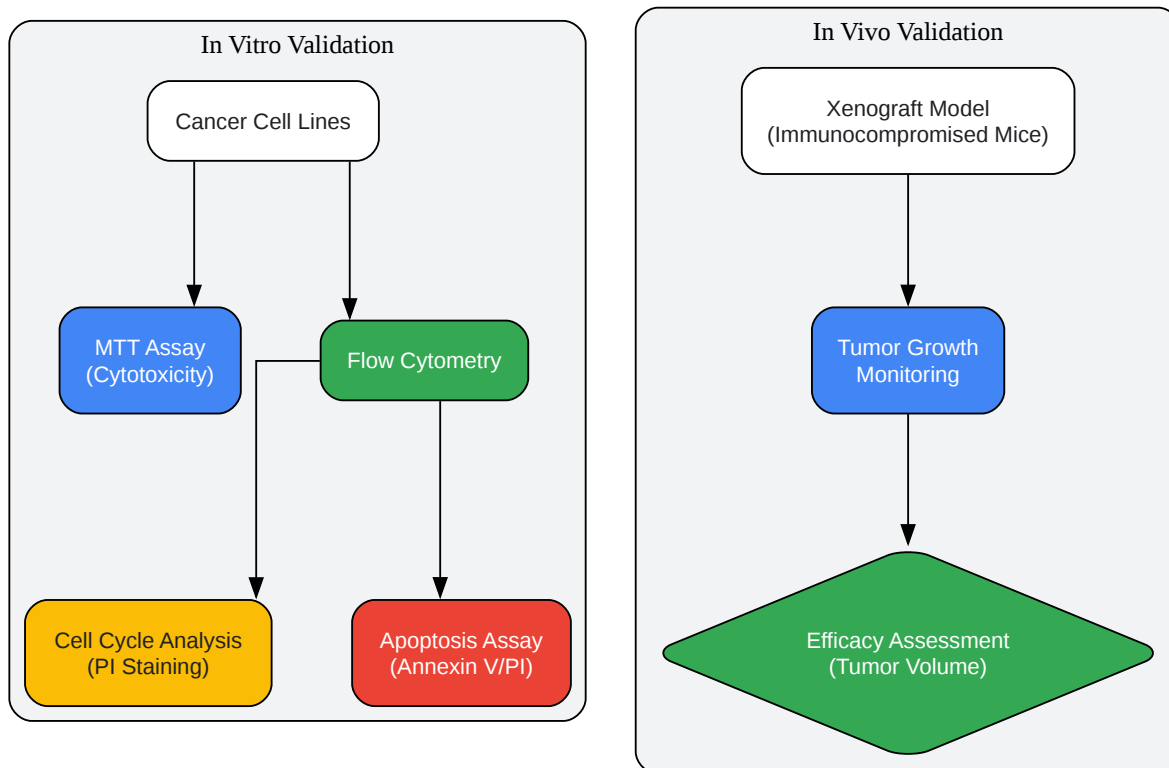 In Vitro Validation
Cancer Cell Lines
MTT Assay
(Cytotoxicity)
Flow Cytometry
Cell Cycle Analysis
(PI Staining)
Apoptosis Assay
(Annexin V/PI)
In Vivo Validation
Xenograft Model
(Immunocompromised Mice)
Tumor Growth
Monitoring
Efficacy Assessment
(Tumor Volume)